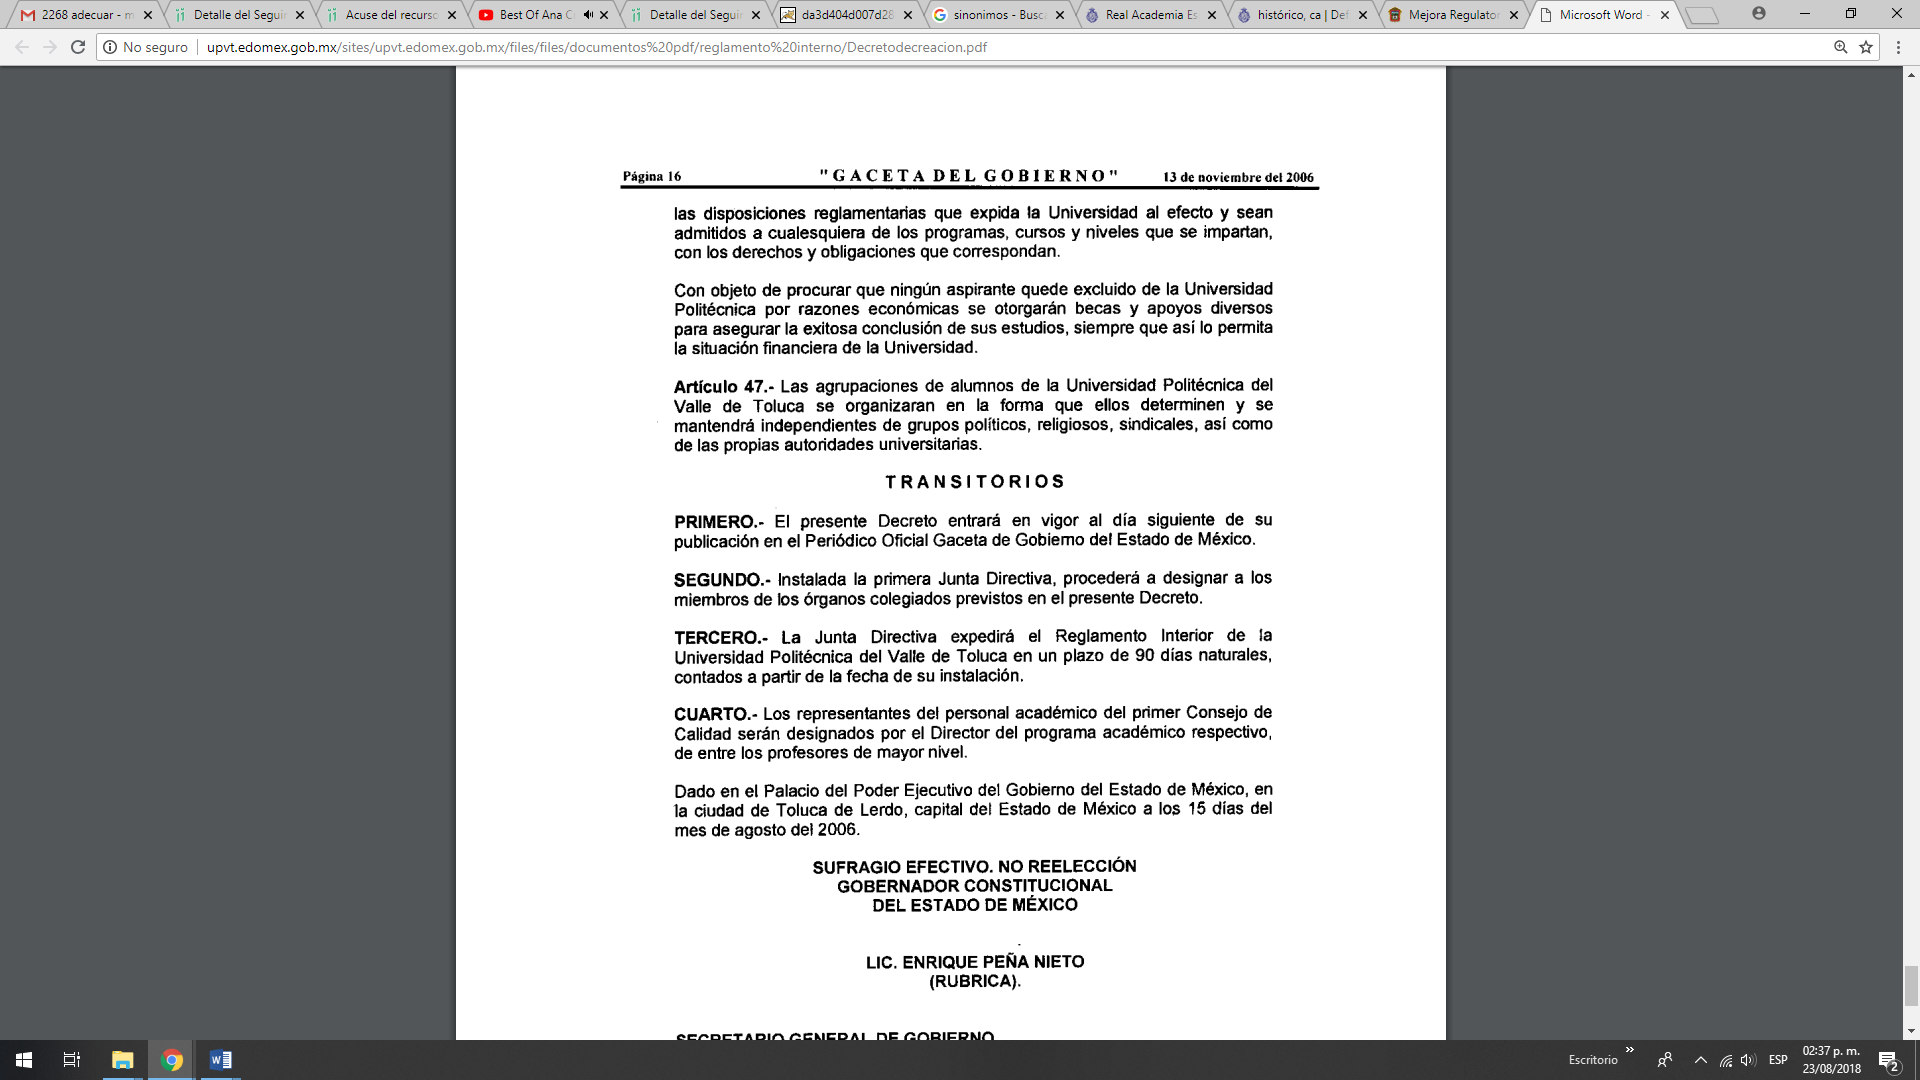 2268 adecuar - m
Detalle del Seguin
Acuse del recurso
Best Of Ana C
Detalle del Seguin
da3d404d007d28
sinonimos - Busc
Real Academia Es
histórico, ca | Def
Mejora Regulator
Microsoft Word -
No seguro
upvt.edomex.gob.mx/sites/upvt.edomex.gob.mx/files/files/documentos%20pdf/reglamento%20interno/Decretodecreacion.pdf
Página 16
"GACETA DEL GOBIERNO"
13 de noviembre del 2006
las disposiciones reglamentarias que expida la Universidad al efecto y sean
admitidos a cualesquiera de los programas, cursos y niveles que se impartan,
con los derechos y obligaciones que correspondan.
Con objeto de procurar que ningún aspirante quede excluido de la Universidad
Politécnica por razones económicas se otorgarán becas y apoyos diversos
para asegurar la exitosa conclusión de sus estudios, siempre que así lo permita
la situación financiera de la Universidad.
Artículo 47.- Las agrupaciones de alumnos de la Universidad Politécnica del
Valle de Toluca se organizaran en la forma que ellos determinen y se
mantendrá independientes de grupos políticos, religiosos, sindicales, así como
de las propias autoridades universitarias.
TRANSITORIOS
PRIMERO.- El presente Decreto entrará en vigor al día siguiente de su
publicación en el Periódico Oficial Gaceta de Gobierno del Estado de México.
SEGUNDO.- Instalada la primera Junta Directiva, procederá a designar a los
miembros de los órganos colegiados previstos en el presente Decreto.
TERCERO.- La Junta Directiva expedirá el Reglamento Interior de la
Universidad Politécnica del Valle de Toluca en un plazo de 90 días naturales,
contados a partir de la fecha de su instalación.
CUARTO.- Los representantes del personal académico del primer Consejo de
Calidad serán designados por el Director del programa académico respectivo,
de entre los profesores de mayor nivel.
Dado en el Palacio del Poder Ejecutivo del Gobierno del Estado de México, en
la ciudad de Toluca de Lerdo, capital del Estado de México a los 15 días del
mes de agosto del 2006.
SUFRAGIO EFECTIVO. NO REELECCIÓN
GOBERNADOR CONSTITUCIONAL
DEL ESTADO DE MÉXICO
LIC. ENRIQUE PEÑA NIETO
(RUBRICA).
SECRETARIO GENERAL DE GOBIERNO
Escritorio
ESP
02:37 p. m.
23/08/2018
2